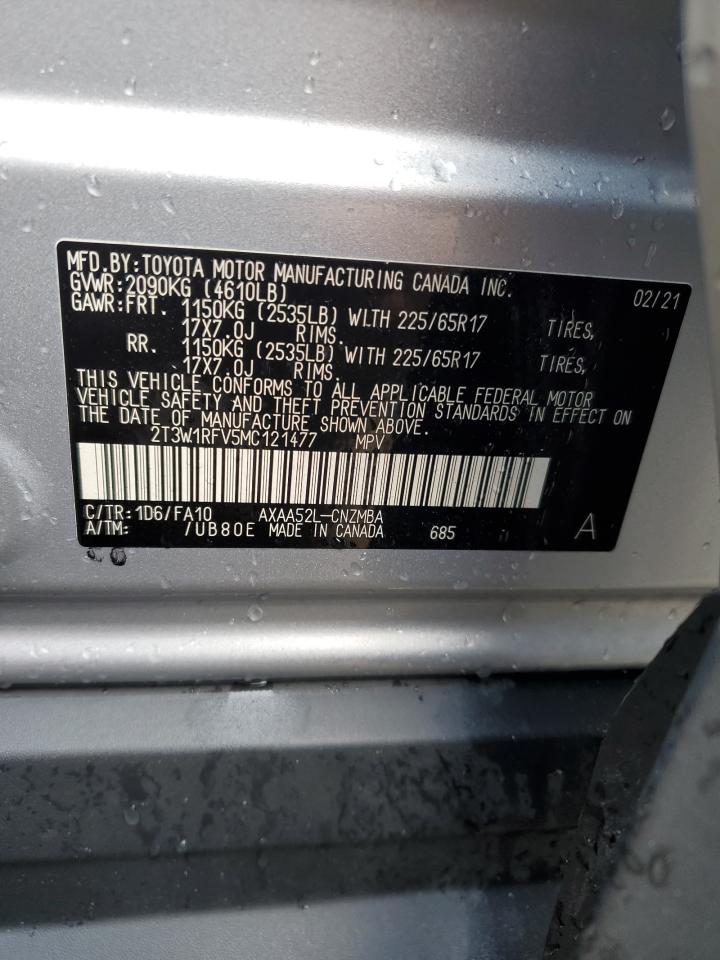 MFD.BY:TOYOTA MOTOR MANUFACTURING CANADA INC. 02/21
GVWR:2090KG (4610LB)
GAWR:FRT. 1150KG (2535LB) WITH 225/65R17 TIRES,
17X7.0J RIMS.
RR. 1150KG (2535LB) WITH 225/65R17 TIRES,
17X7.0J RIMS.
THIS VEHICLE CONFORMS TO ALL APPLICABLE FEDERAL MOTOR
VEHICLE SAFETY AND THEFT PREVENTION STANDARDS IN EFFECT ON
THE DATE OF MANUFACTURE SHOWN ABOVE.
2T3W1RFV5MC121477 MPV
C/TR:1D6/FA10 AXAA52L-CNZMBA
A/TM: /UB80E MADE IN CANADA 685 A